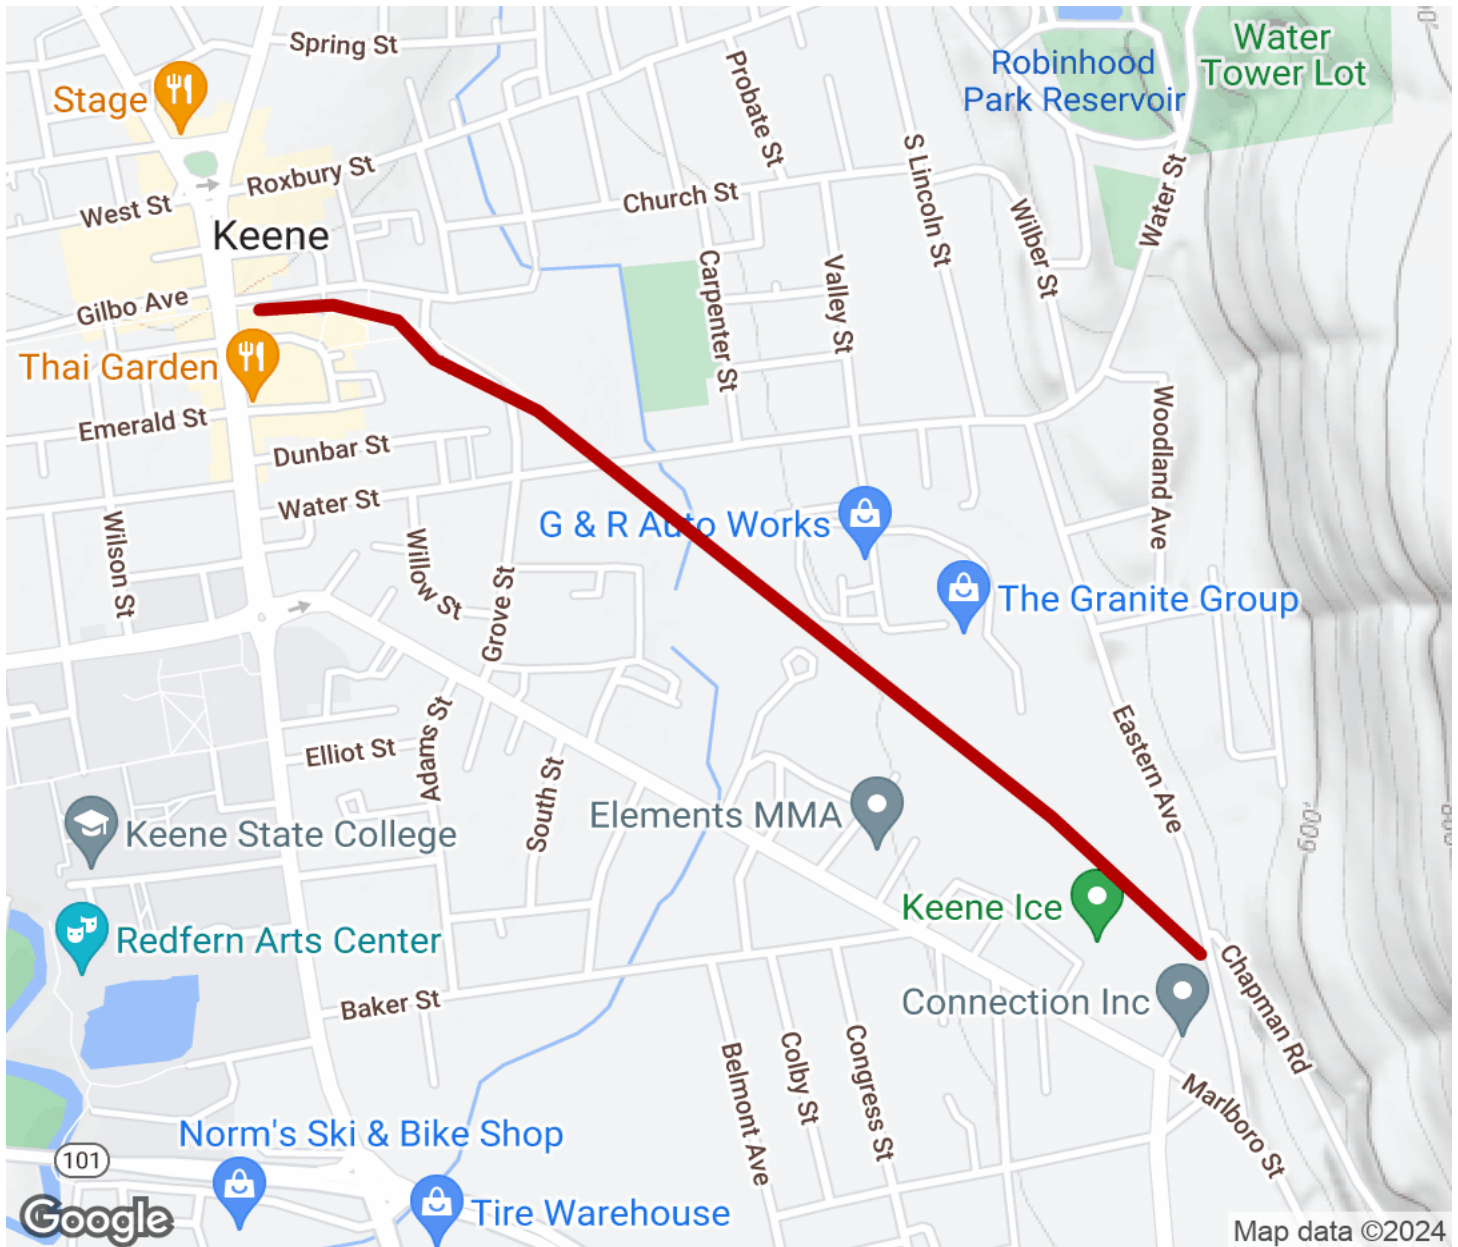 Spring St
Stage
Probate St
Robinhood
Park Reservoir
Water
Tower Lot
Roxbury St
West St
Keene
Church St
S Lincoln St
Wilber St
Water St
Gilbo Ave
Carpenter St
Valley St
Thai Garden
Emerald St
Dunbar St
Water St
Woodland Ave
Wilson St
Willow St
Grove St
G & R Auto Works
The Granite Group
Adams St
Elliot St
South St
Eastern Ave
Keene State College
Elements MMA
Redfern Arts Center
Keene Ice
Baker St
Connection Inc
Chapman Rd
Belmont Ave
Colby St
Congress St
Marlboro St
Norm's Ski & Bike Shop
101
Tire Warehouse
Google
Map data ©2024